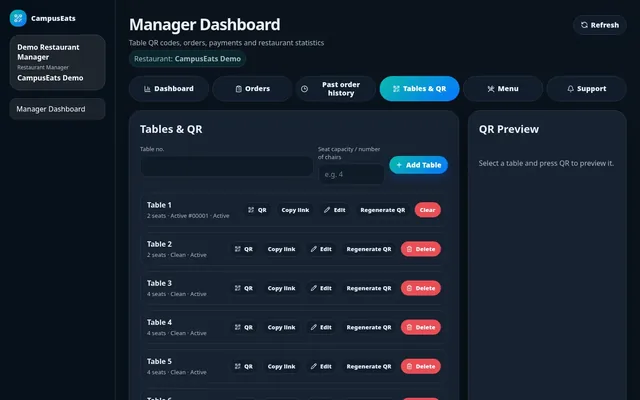 CampusEats
Demo Restaurant
Manager
Restaurant Manager
CampusEats Demo
Manager Dashboard
Manager Dashboard
Table QR codes, orders, payments and restaurant statistics
Restaurant: CampusEats Demo
Refresh
Dashboard
Orders
Past order
history
Tables & QR
Menu
Support
Tables & QR
Table no.
Seat capacity / number
of chairs
e.g. 4
Add Table
Table 1
2 seats · Active #00001 · Active
QR
Copy link
Edit
Regenerate QR
Clear
Table 2
2 seats · Clean · Active
QR
Copy link
Edit
Regenerate QR
Delete
Table 3
4 seats · Clean · Active
QR
Copy link
Edit
Regenerate QR
Delete
Table 4
4 seats · Clean · Active
QR
Copy link
Edit
Regenerate QR
Delete
Table 5
4 seats · Clean · Active
QR
Copy link
Edit
Regenerate QR
Delete
QR Preview
Select a table and press QR to preview it.